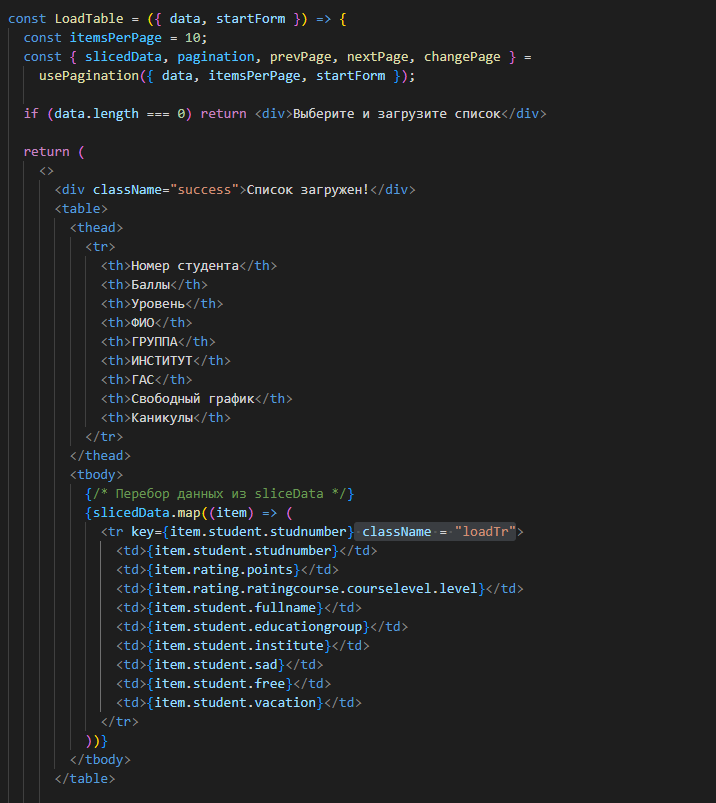 const LoadTable = ({ data, startForm }) => {
const itemsPerPage = 10;
const { slicedData, pagination, prevPage, nextPage, changePage } =
usePagination({ data, itemsPerPage, startForm });
if (data.length === 0) return <div>Выберите и загрузите список</div>
return (
<>
<div className="success">Список загружен!</div>
<table>
<thead>
<tr>
<th>Номер студента</th>
<th>Баллы</th>
<th>Уровень</th>
<th>ФИО</th>
<th>ГРУППА</th>
<th>ИНСТИТУТ</th>
<th>ГАС</th>
<th>Свободный график</th>
<th>Каникулы</th>
</tr>
</thead>
<tbody>
{/* Перебор данных из sliceData */}
{slicedData.map((item) => (
<tr key={item.student.studnumber} className = "loadTr">
<td>{item.student.studnumber}</td>
<td>{item.rating.points}</td>
<td>{item.rating.ratingcourse.courselevel.level}</td>
<td>{item.student.fullname}</td>
<td>{item.student.educationgroup}</td>
<td>{item.student.institute}</td>
<td>{item.student.sad}</td>
<td>{item.student.free}</td>
<td>{item.student.vacation}</td>
</tr>
))}
</tbody>
</table>